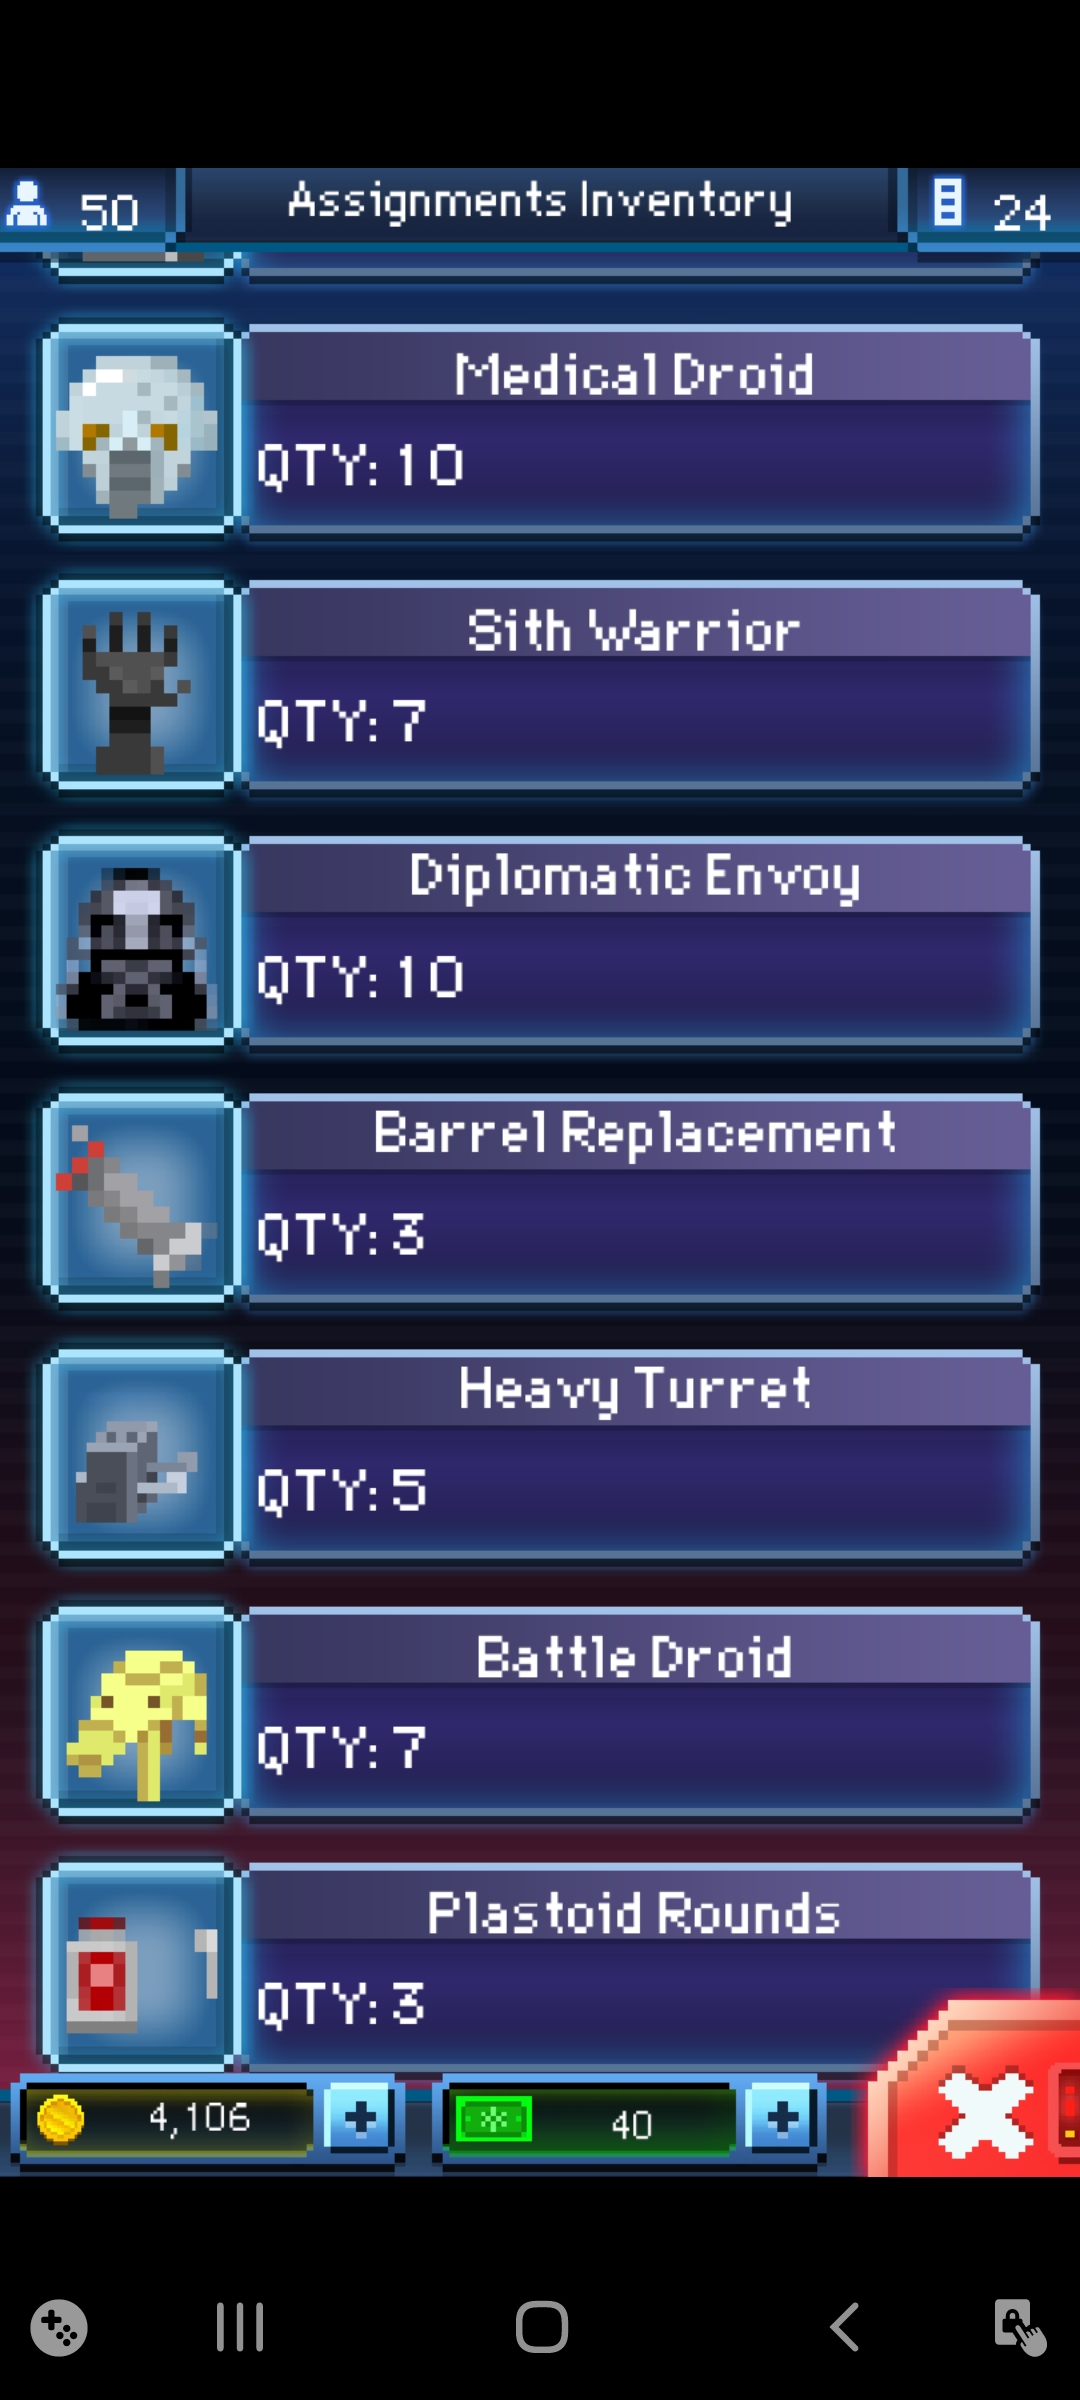 50
Assignments Inventory
24
Medical Droid
QTY: 10
Sith Warrior
QTY: 7
Diplomatic Envoy
QTY: 10
Barrel Replacement
QTY: 3
Heavy Turret
QTY: 5
Battle Droid
QTY: 7
Plastoid Rounds
QTY: 3
4,106
40